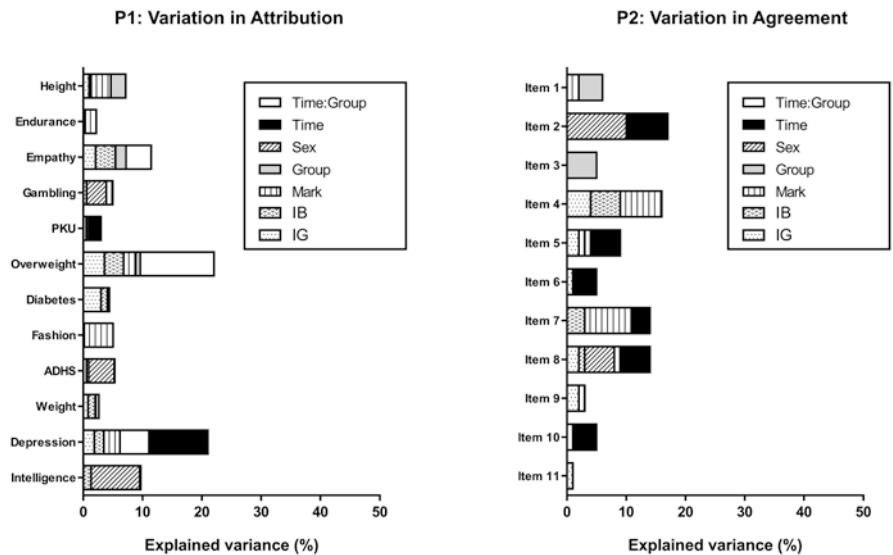 P1: Variation in Attribution
Height
Endurance
Empathy
Gambling
PKU
Overweight
Diabetes
Fashion
ADHS
Weight
Depression
Intelligence
Time:Group
Time
Sex
Group
Mark
IB
IG
0 10 20 30 40 50
Explained variance (%)
P2: Variation in Agreement
Item 1
Item 2
Item 3
Item 4
Item 5
Item 6
Item 7
Item 8
Item 9
Item 10
Item 11
Time:Group
Time
Sex
Group
Mark
IB
IG
0 10 20 30 40 50
Explained variance (%)